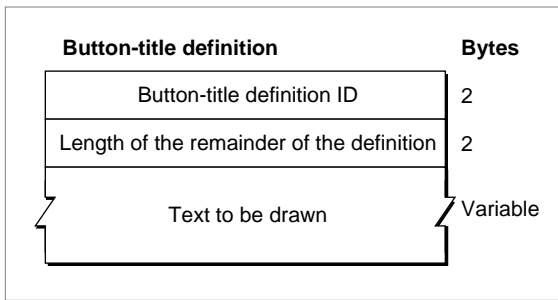 Button-title definition Bytes
Button-title definition ID 2
Length of the remainder of the definition 2
Text to be drawn Variable